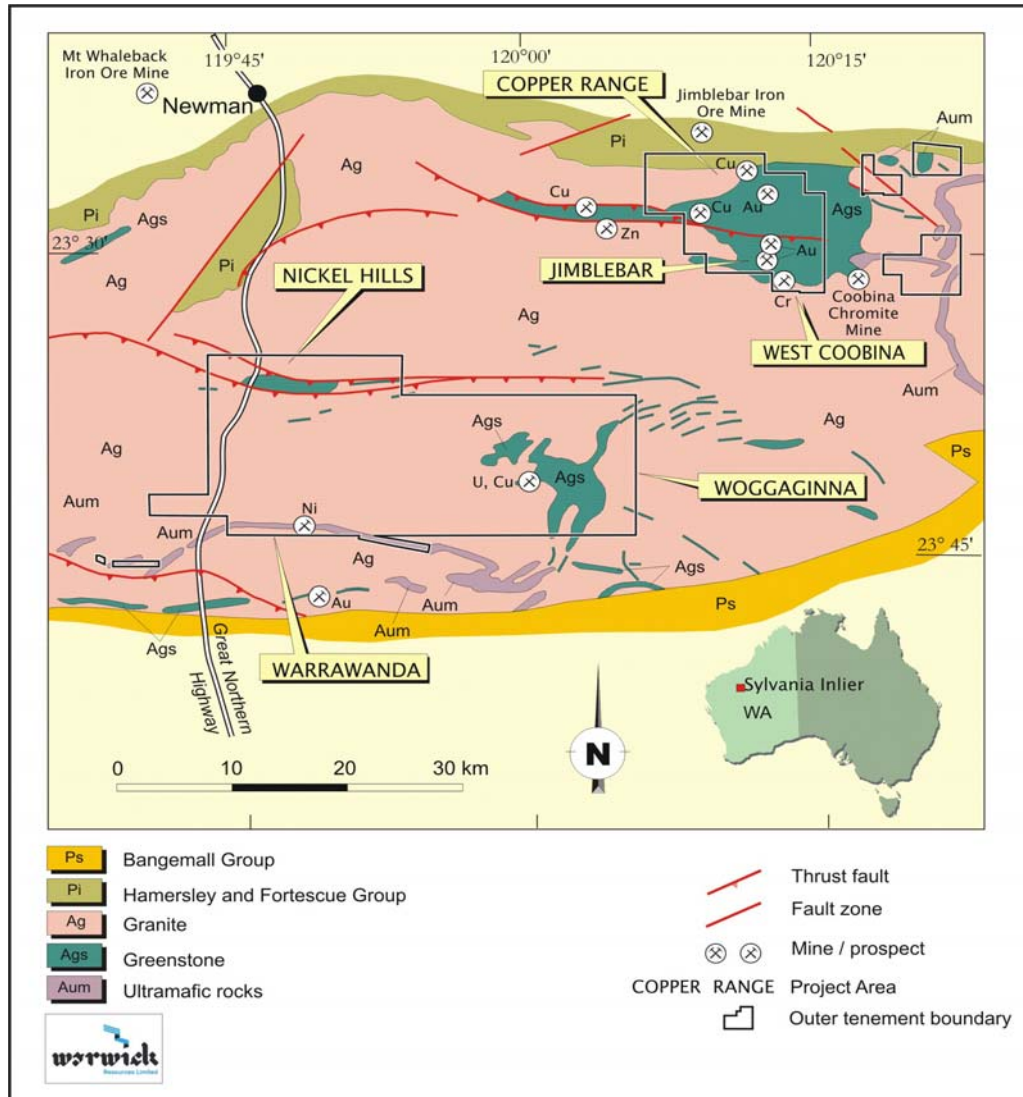 119°45'
120°00'
120°15'
Mt Whaleback
Iron Ore Mine
Newman
COPPER RANGE
Jimblebar Iron
Ore Mine
Aum
Pi
Ag
Cu
Ag
Pi
Ags
Cu
Cu
Au
Ags
23° 30'
Zn
Au
Pi
JIMBLEBAR
Ag
NICKEL HILLS
Cr
Coobina
Chromite
Mine
Ag
WEST COOBINA
Aum
Ags
Ag
Ag
Ps
U, Cu
Ags
WOGGAGINNA
Aum
Ni
Aum
Ag
23° 45'
Ags
Au
Aum
Aum
Ps
Ags
WARRAWANDA
Great Northern
Highway
Sylvania Inlier
WA
N
0 10 20 30 km
Ps Bangemall Group
Pi Hamersley and Fortescue Group
Ag Granite
Ags Greenstone
Aum Ultramafic rocks
Thrust fault
Fault zone
Mine / prospect
COPPER RANGE Project Area
Outer tenement boundary
warwick
Resources Limited